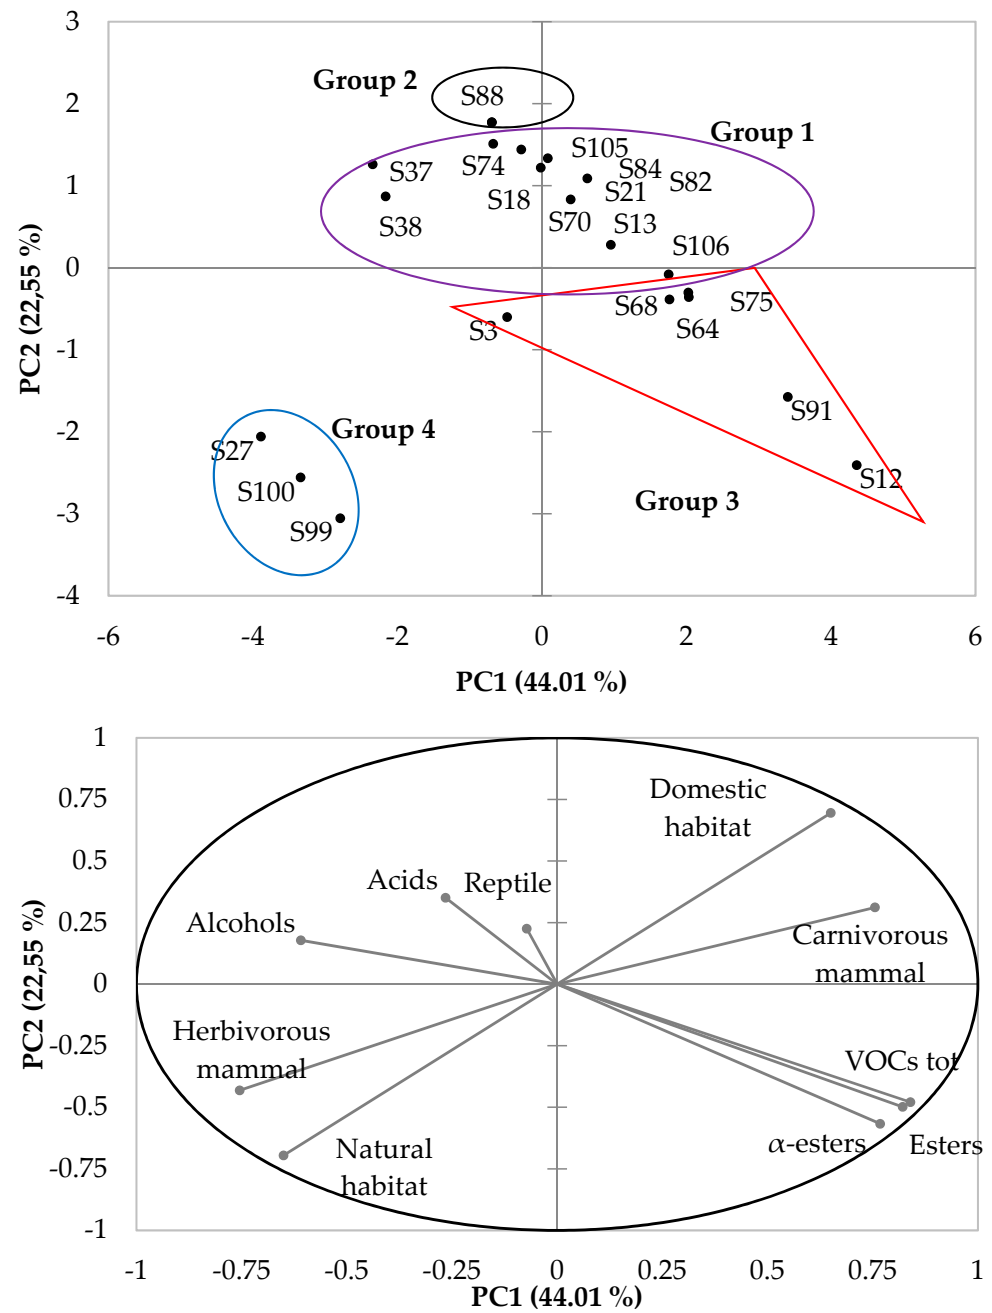 3
Group 2
S88
2
Group 1
S105
S74
S37
S84
S82
1
S18
S21
S70
S38
S13
S106
0
S68
S75
S3
S64
-1
S91
-2
Group 4
S27
S12
S100
Group 3
-3
S99
-4
PC2 (22,55 %)
-6 -4 -2 0 2 4 6
PC1 (44.01 %)
1
Domestic
habitat
0.75
0.5
Acids
Reptile
Alcohols
0.25
Carnivorous
mammal
0
Herbivorous
mammal
-0.25
VOCs tot
-0.5
α-esters
Esters
Natural
habitat
-0.75
-1
PC2 (22,55 %)
-1 -0.75 -0.5 -0.25 0 0.25 0.5 0.75 1
PC1 (44.01 %)